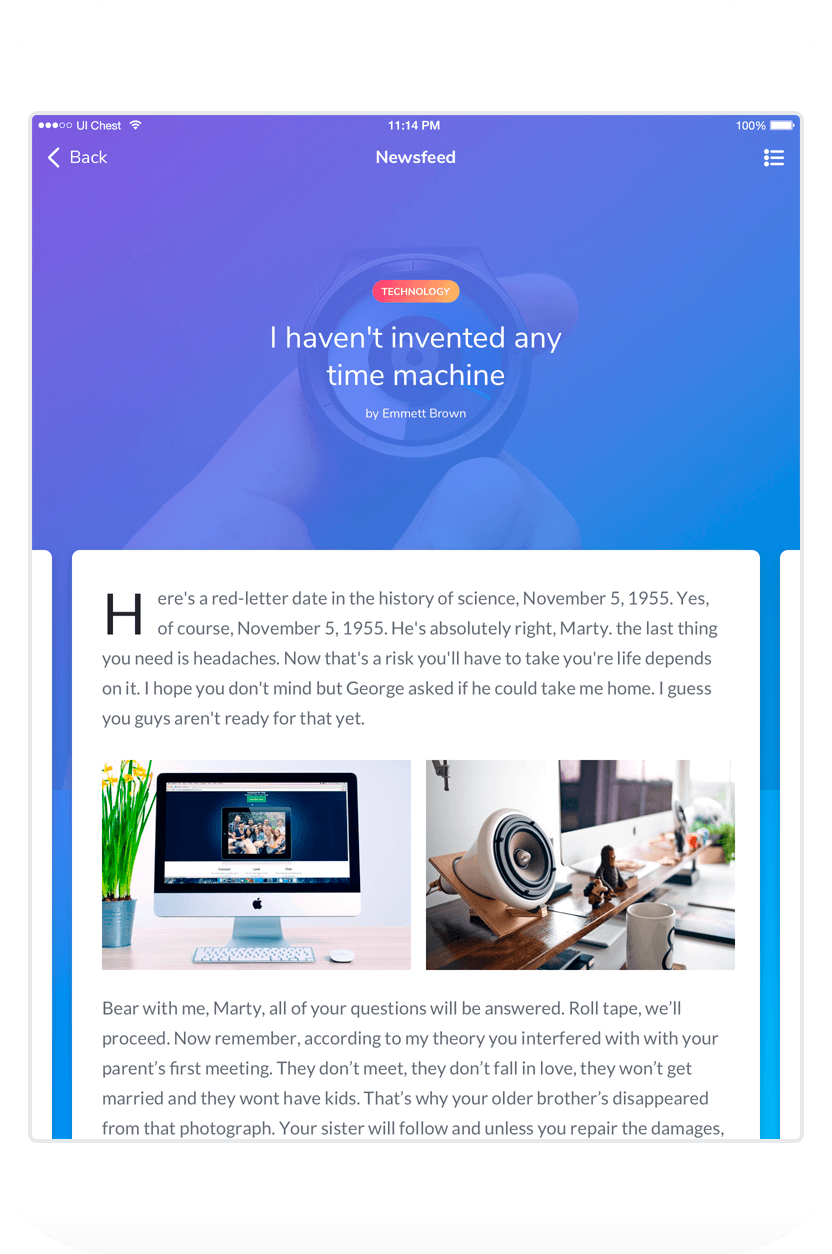 UI Chest 11:14 PM 100%
Back Newsfeed
TECHNOLOGY
I haven't invented any
time machine
by Emmett Brown
Here's a red-letter date in the history of science, November 5, 1955. Yes,
of course, November 5, 1955. He's absolutely right, Marty. the last thing
you need is headaches. Now that's a risk you'll have to take you're life depends
on it. I hope you don't mind but George asked if he could take me home. I guess
you guys aren't ready for that yet.
Bear with me, Marty, all of your questions will be answered. Roll tape, we’ll
proceed. Now remember, according to my theory you interfered with with your
parent’s first meeting. They don’t meet, they don’t fall in love, they won’t get
married and they wont have kids. That’s why your older brother’s disappeared
from that photograph. Your sister will follow and unless you repair the damages,